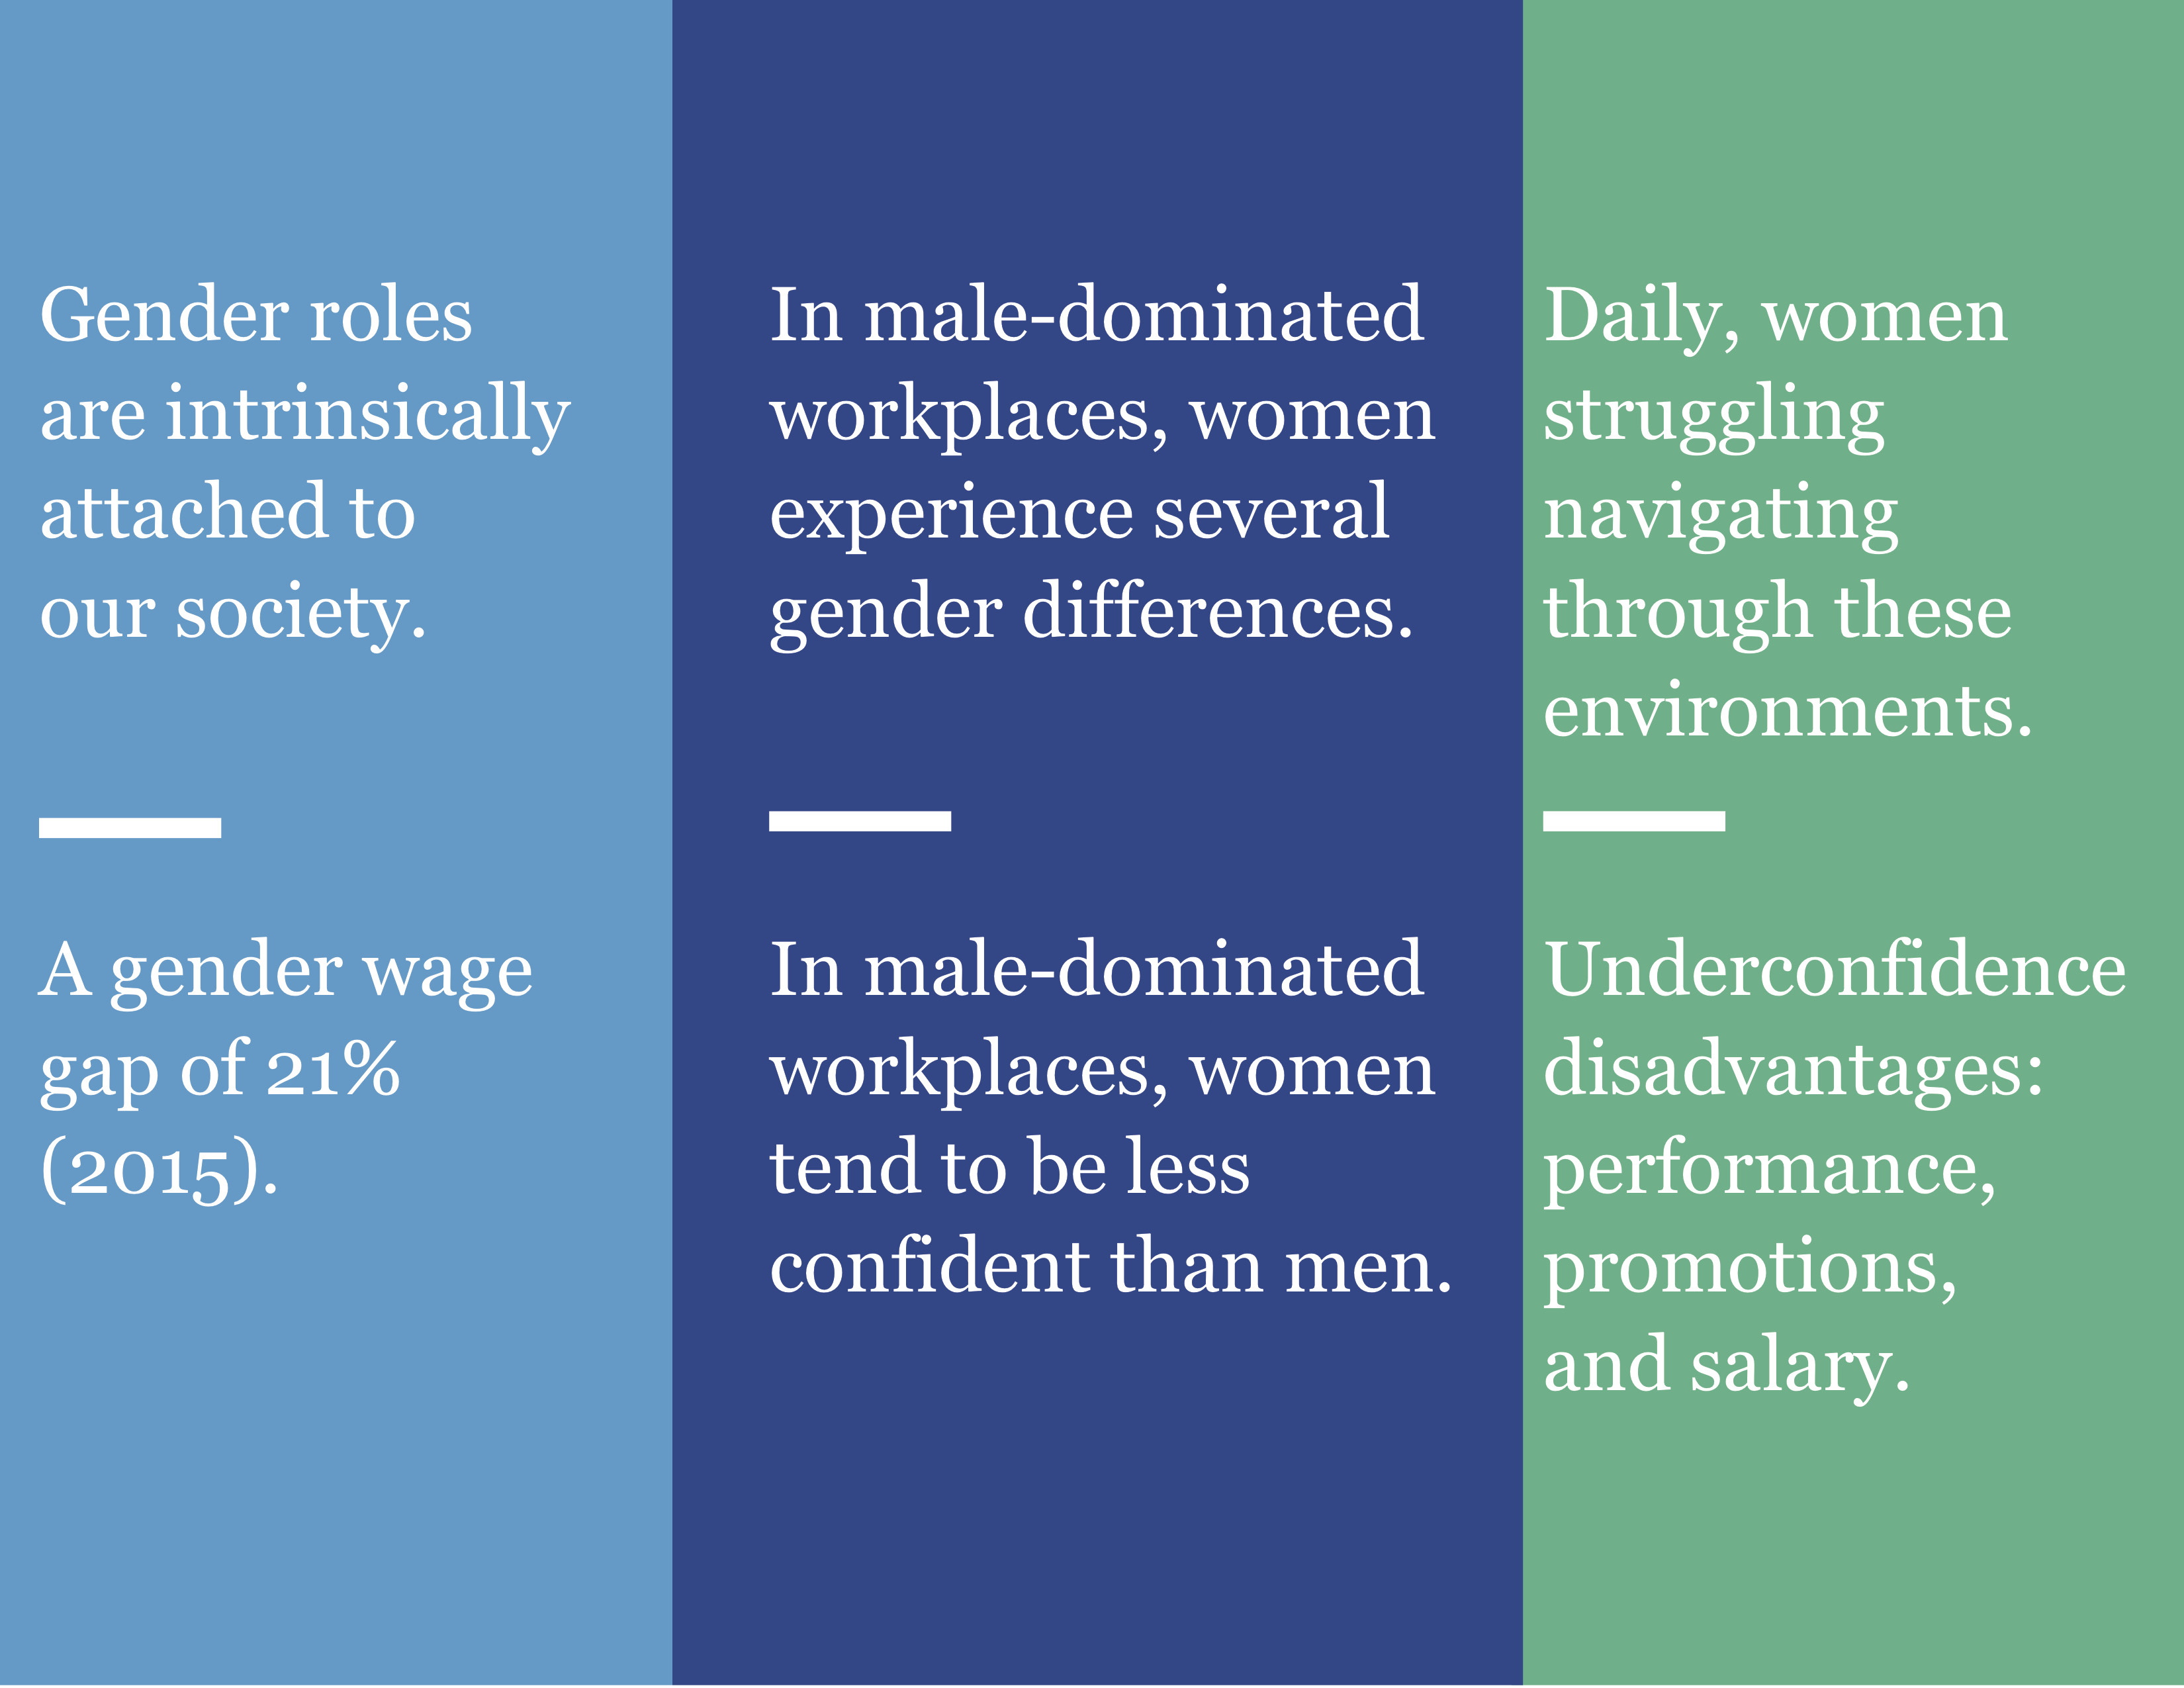 Gender roles
are intrinsically
attached to
our society.
A gender wage
gap of 21%
(2015).
In male-dominated
workplaces, women
experience several
gender differences.
In male-dominated
workplaces, women
tend to be less
confident than men.
Daily, women
struggling
navigating
through these
environments.
Underconfidence
disadvantages:
performance,
promotions,
and salary.